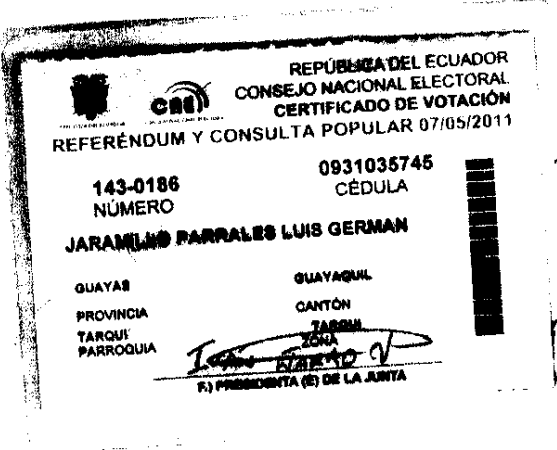 REPÚBLICA DEL ECUADOR
CONSEJO NACIONAL ELECTORAL
CERTIFICADO DE VOTACIÓN
REFERÉNDUM Y CONSULTA POPULAR 07/05/2011
CNE
143-0186
NÚMERO
0931035745
CÉDULA
JARAMILLO PARRALES LUIS GERMAN
GUAYAS
PROVINCIA
GUAYAQUIL
CANTÓN
TARQUI
PARROQUIA
TARQUI
ZONA
F.) PRESIDENTA (E) DE LA JUNTA